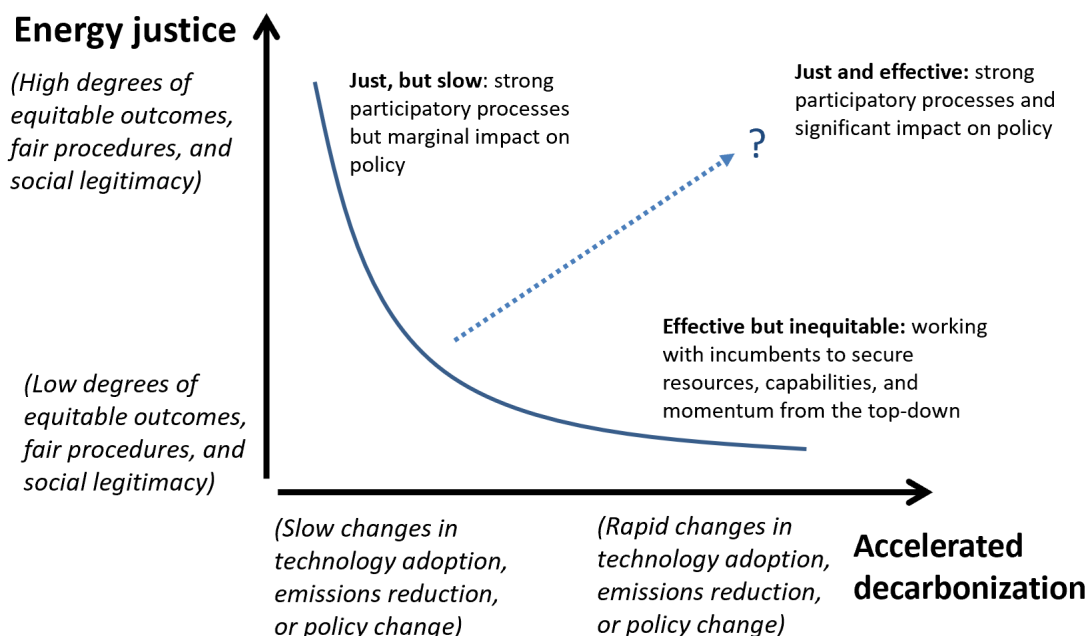 Energy justice
(High degrees of
equitable outcomes,
fair procedures, and
social legitimacy)
Just, but slow: strong
participatory processes
but marginal impact on
policy
Just and effective: strong
participatory processes and
significant impact on policy
?
Effective but inequitable: working
with incumbents to secure
resources, capabilities, and
momentum from the top-down
(Low degrees of
equitable outcomes,
fair procedures, and
social legitimacy)
(Slow changes in
technology adoption,
emissions reduction,
or policy change)
(Rapid changes in
technology adoption,
emissions reduction,
or policy change)
Accelerated
decarbonization